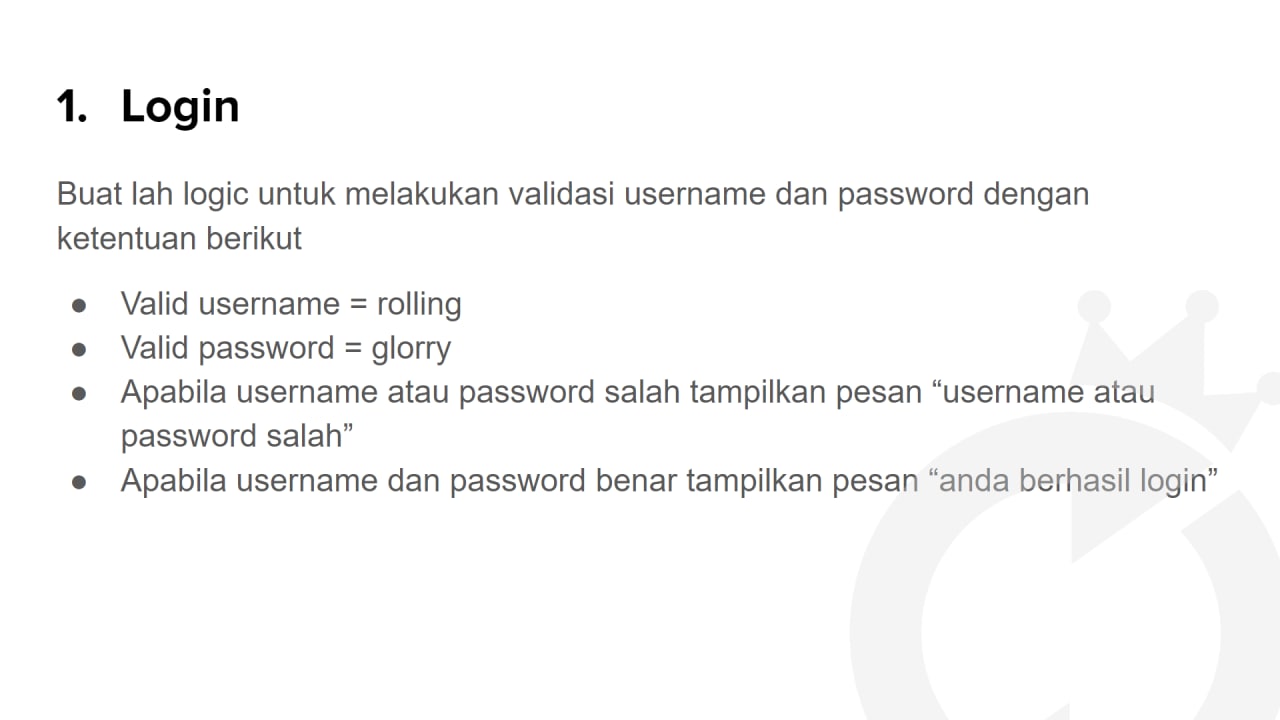 1. Login
Buat lah logic untuk melakukan validasi username dan password dengan
ketentuan berikut
● Valid username = rolling
● Valid password = glorry
● Apabila username atau password salah tampilkan pesan “username atau
password salah”
● Apabila username dan password benar tampilkan pesan “anda berhasil login”